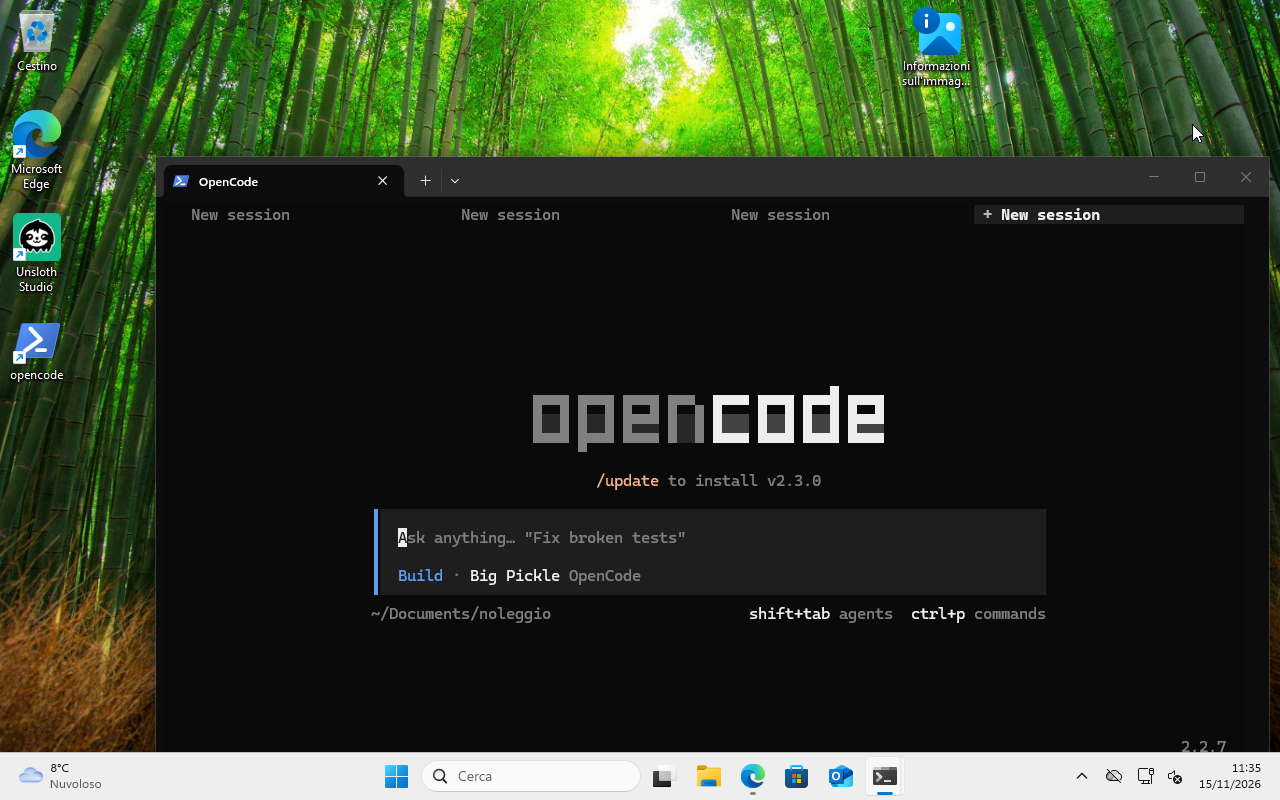 Cestino
Informazioni
sull'immag...
Microsoft
Edge
Unsloth
Studio
opencode
OpenCode
New session
New session
New session
+ New session
opencode
/update to install v2.3.0
Ask anything… "Fix broken tests"
Build · Big Pickle OpenCode
~/Documents/noleggio
shift+tab agents ctrl+p commands
2.2.7
8°C
Nuvoloso
Cerca
11:35
15/11/2026